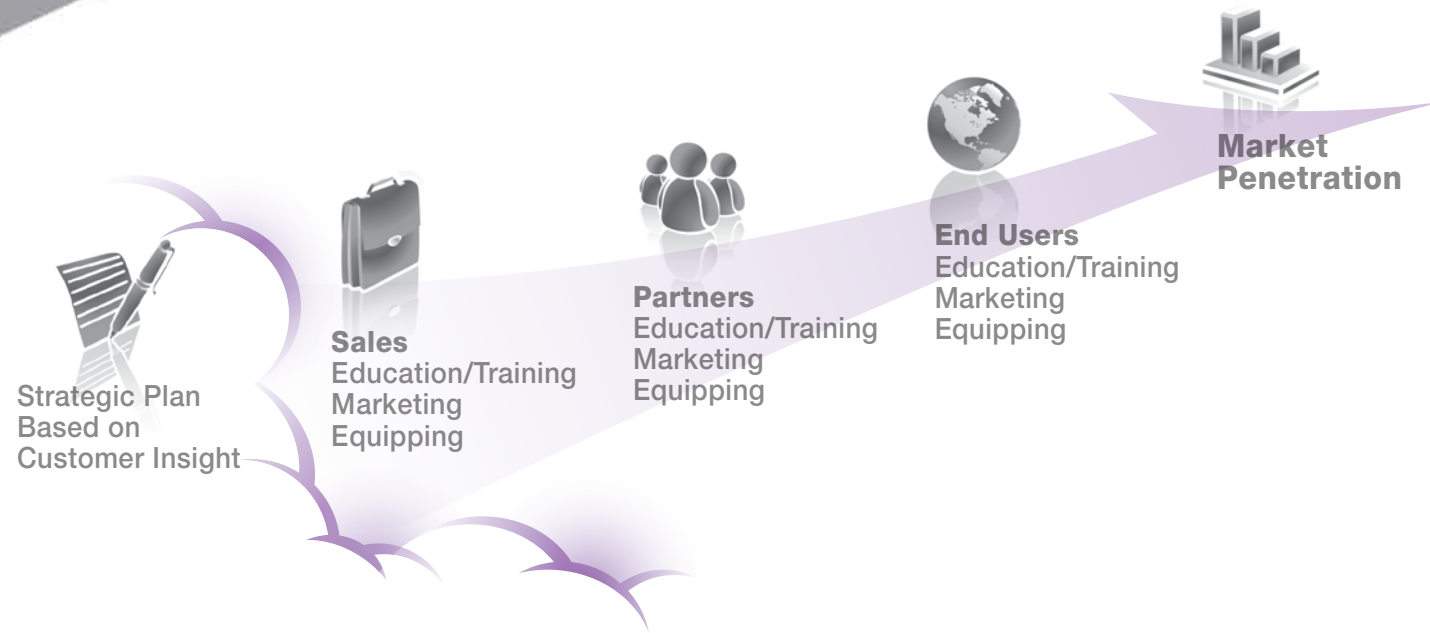 Strategic Plan
Based on
Customer Insight
Sales
Education/Training
Marketing
Equipping
Partners
Education/Training
Marketing
Equipping
End Users
Education/Training
Marketing
Equipping
Market
Penetration